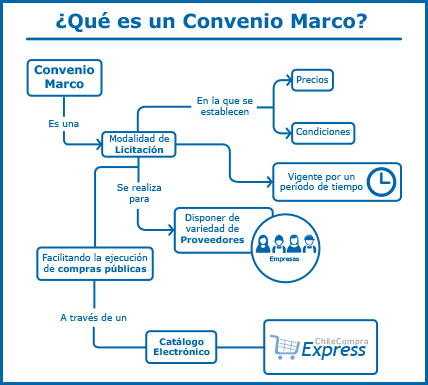 ¿Qué es un Convenio Marco?
Convenio
Marco
Es una
Modalidad de
Licitación
En la que se
establecen
Precios
Condiciones
Vigente por un
período de tiempo
Se realiza
para
Disponer de
variedad de
Proveedores
Empresas
Facilitando la ejecución
de compras públicas
A través de un
Catálogo
Electrónico
ChileCompra
Express